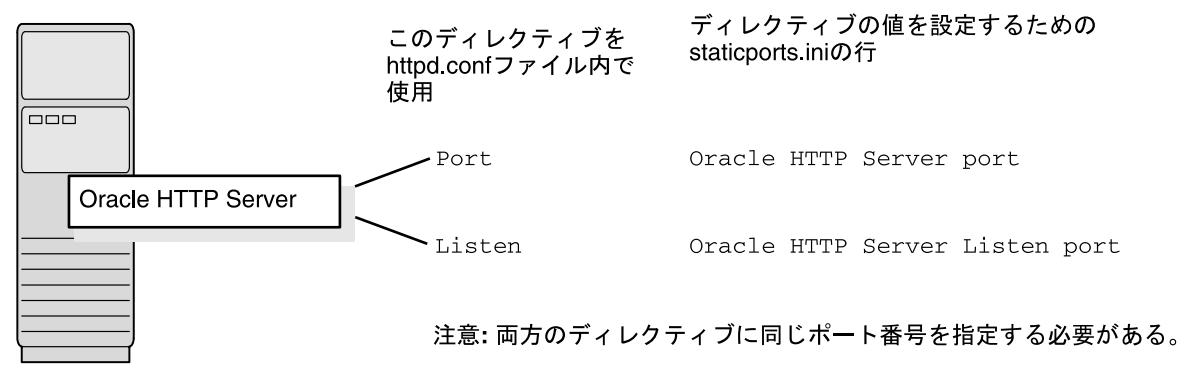 このディレクティブを
httpd.confファイル内で
使用
ディレクティブの値を設定するための
staticports.iniの行
Oracle HTTP Server
Port
Oracle HTTP Server port
Listen
Oracle HTTP Server Listen port
注意: 両方のディレクティブに同じポート番号を指定する必要がある。